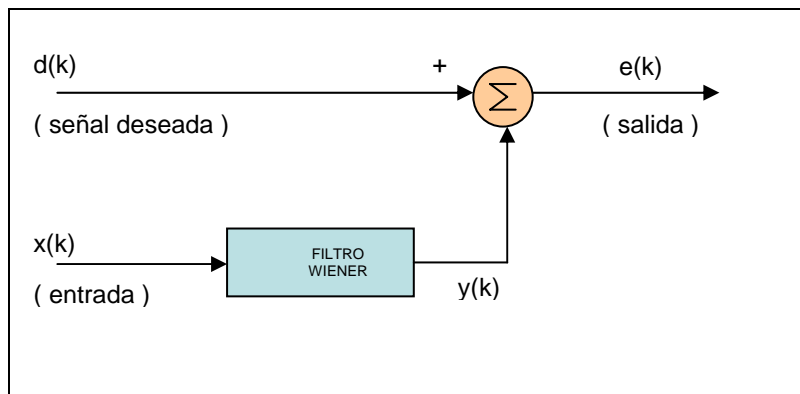 d(k)
+
e(k)
Σ
( señal deseada )
( salida )
x(k)
FILTRO
WIENER
( entrada )
y(k)